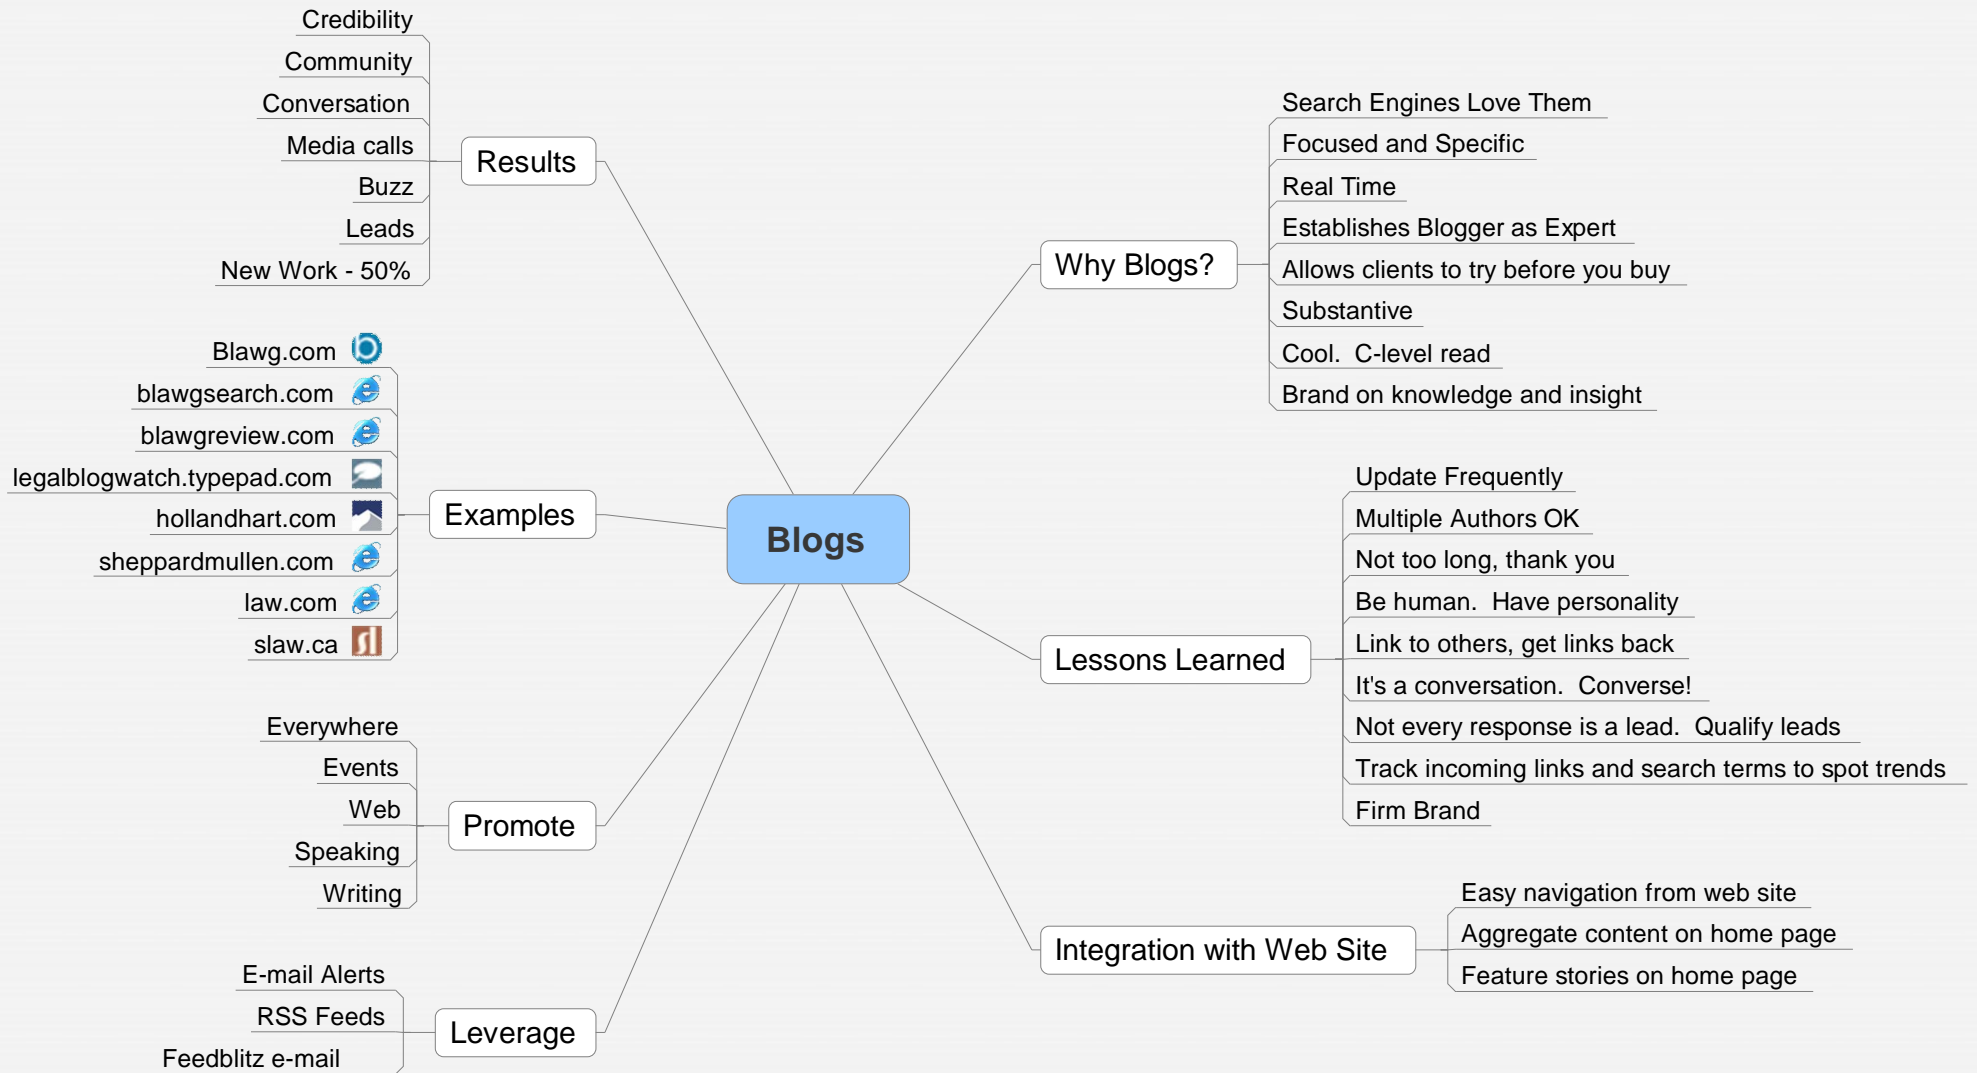 Blogs
Why Blogs?
Search Engines Love Them
Focused and Specific
Real Time
Establishes Blogger as Expert
Allows clients to try before you buy
Substantive
Cool.  C-level read
Brand on knowledge and insight
Lessons Learned
Update Frequently
Multiple Authors OK
Not too long, thank you
Be human.  Have personality
Link to others, get links back
It's a conversation.  Converse!
Not every response is a lead.  Qualify leads
Track incoming links and search terms to spot trends
Firm Brand
Integration with Web Site
Easy navigation from web site
Aggregate content on home page
Feature stories on home page
Results
Credibility
Community
Conversation
Media calls
Buzz
Leads
New Work - 50%
Examples
Blawg.com
blawgsearch.com
blawgreview.com
legalblogwatch.typepad.com
hollandhart.com
sheppardmullen.com
law.com
slaw.ca
Promote
Everywhere
Events
Web
Speaking
Writing
Leverage
E-mail Alerts
RSS Feeds
Feedblitz e-mail